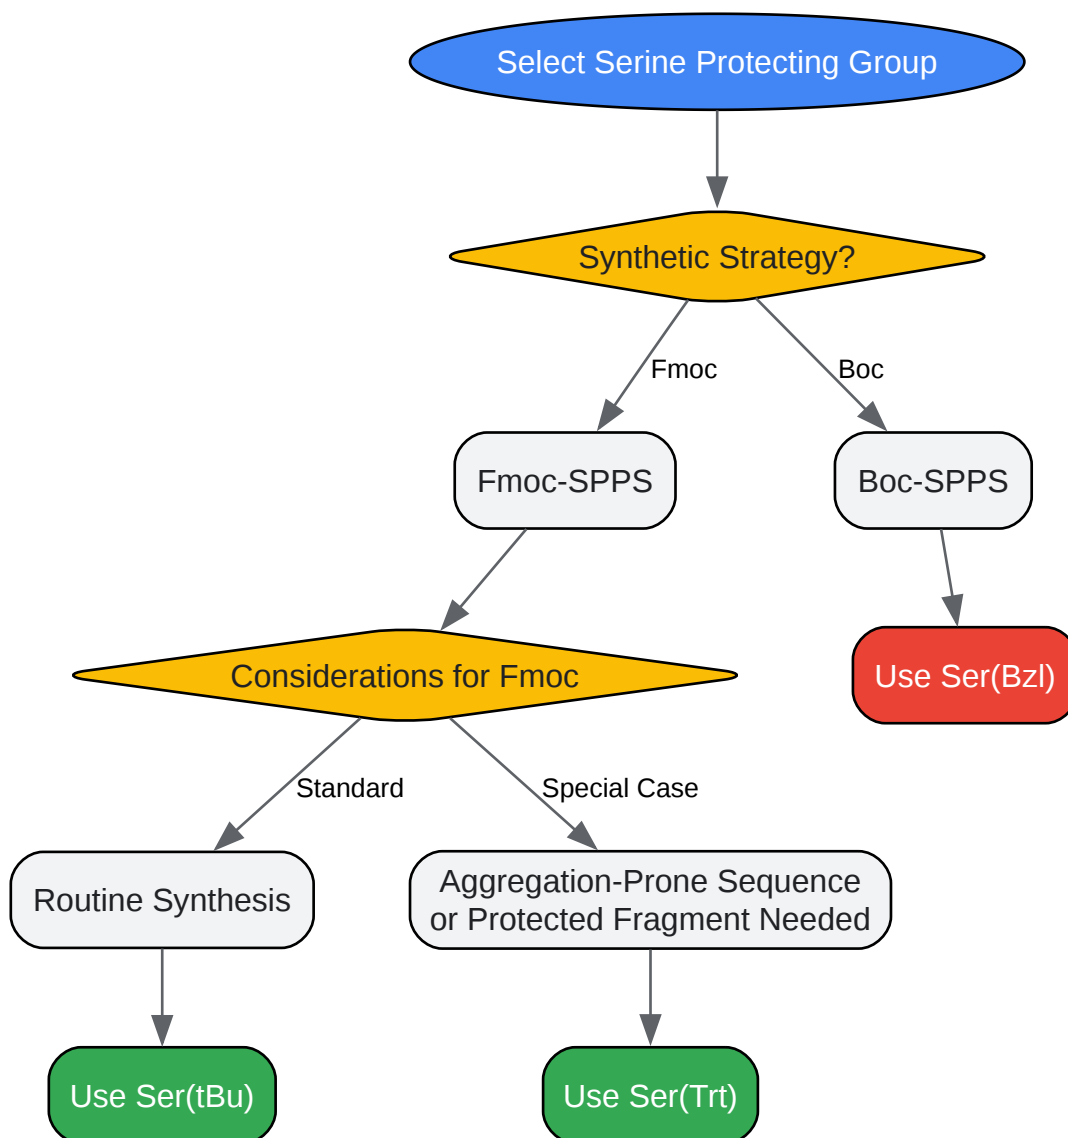 Select Serine Protecting Group
Synthetic Strategy?
Fmoc
Boc
Fmoc-SPPS
Boc-SPPS
Considerations for Fmoc
Use Ser(Bzl)
Standard
Special Case
Routine Synthesis
Aggregation-Prone Sequence
or Protected Fragment Needed
Use Ser(tBu)
Use Ser(Trt)